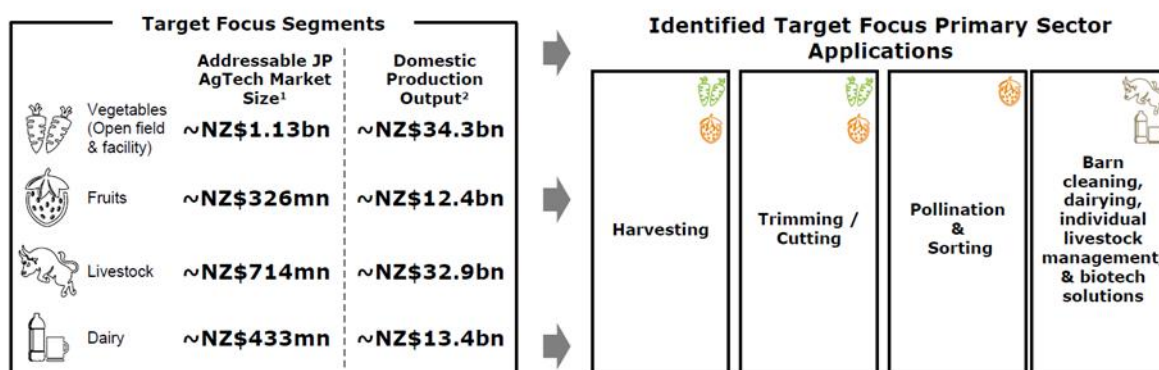 Target Focus Segments
Addressable JP
AgTech Market
Size¹
Domestic
Production
Output²
Vegetables
(Open field
& facility)
~NZ$1.13bn
~NZ$34.3bn
Fruits
~NZ$326mn
~NZ$12.4bn
Livestock
~NZ$714mn
~NZ$32.9bn
Dairy
~NZ$433mn
~NZ$13.4bn
Identified Target Focus Primary Sector
Applications
Harvesting
Trimming /
Cutting
Pollination
&
Sorting
Barn
cleaning,
dairying,
individual
livestock
management
& biotech
solutions